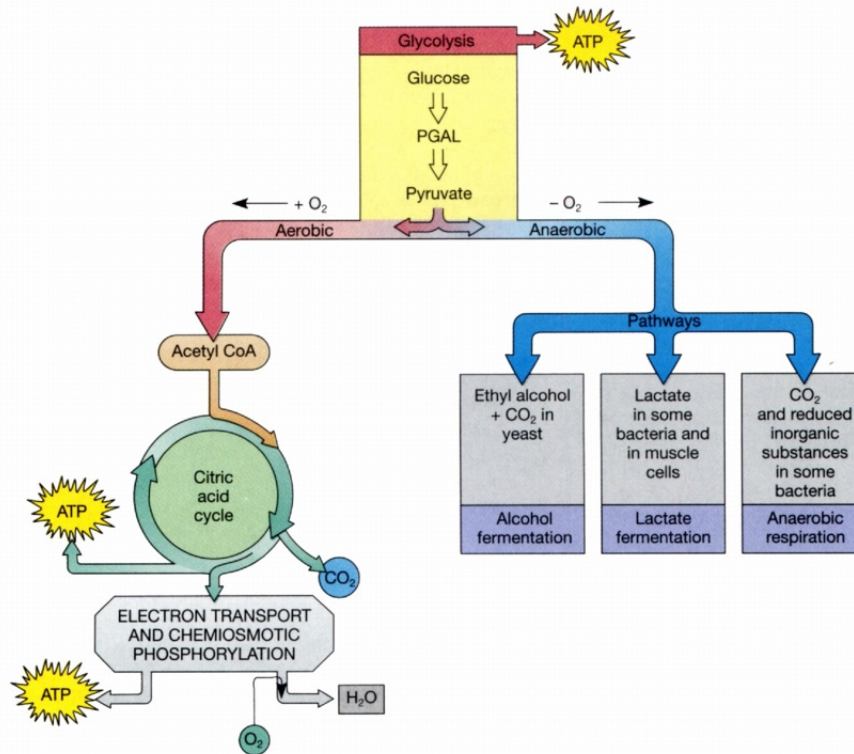 Glycolysis
ATP
Glucose
PGAL
Pyruvate
+ O₂
− O₂
Aerobic
Anaerobic
Pathways
Acetyl CoA
Ethyl alcohol
+ CO₂ in
yeast
Alcohol
fermentation
Lactate
in some
bacteria and
in muscle
cells
Lactate
fermentation
CO₂
and reduced
inorganic
substances
in some
bacteria
Anaerobic
respiration
Citric
acid
cycle
ATP
CO₂
ELECTRON TRANSPORT
AND CHEMIOSMOTIC
PHOSPHORYLATION
ATP
H₂O
O₂